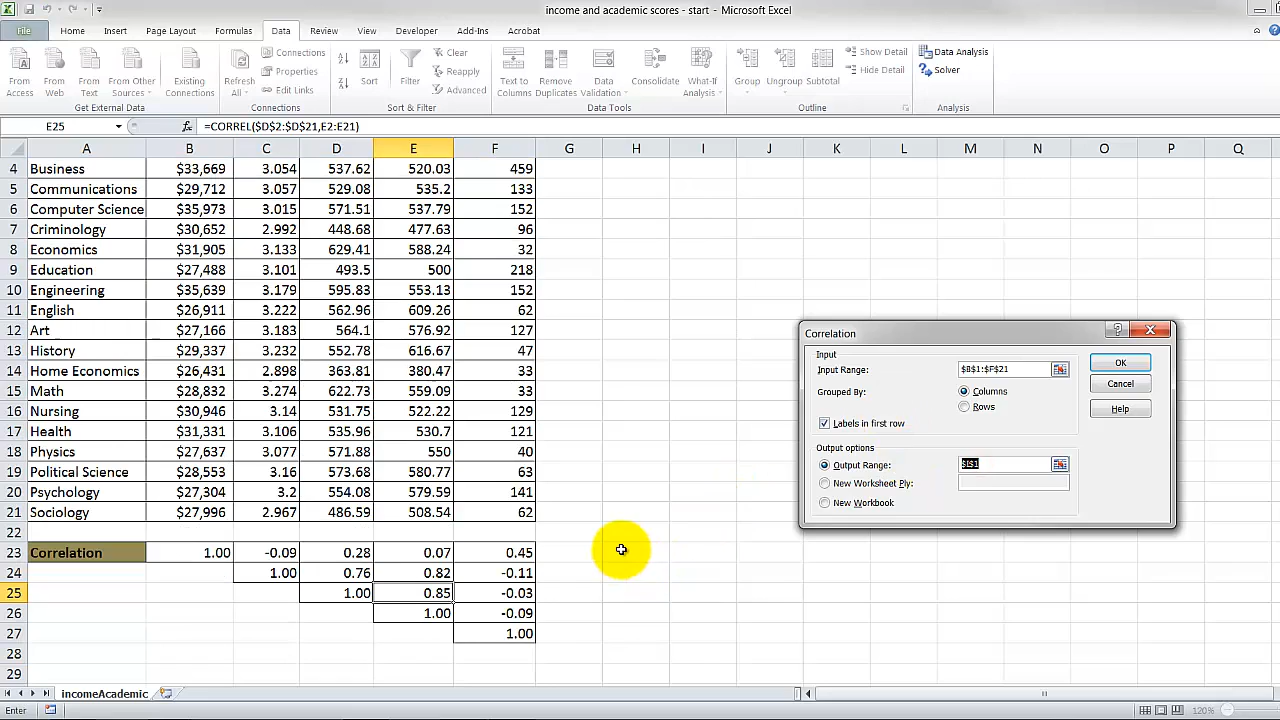 income and academic scores - start - Microsoft Excel
File Home Insert Page Layout Formulas Data Review View Developer Add-Ins Acrobat
From Access
From Web
From Text
From Other Sources
Existing Connections
Get External Data
Refresh All
Connections
Properties
Edit Links
Connections
Sort
Filter
Clear
Reapply
Advanced
Sort & Filter
Text to Columns
Remove Duplicates
Data Validation
Consolidate
What-If Analysis
Data Tools
Group
Ungroup
Subtotal
Show Detail
Hide Detail
Outline
Data Analysis
Solver
Analysis
E25 fx =CORREL($D$2:$D$21,E2:E21)
A B C D E F G H I J K L M N O P Q
4 Business $33,669 3.054 537.62 520.03 459
5 Communications $29,712 3.057 529.08 535.2 133
6 Computer Science $35,973 3.015 571.51 537.79 152
7 Criminology $30,652 2.992 448.68 477.63 96
8 Economics $31,905 3.133 629.41 588.24 32
9 Education $27,488 3.101 493.5 500 218
10 Engineering $35,639 3.179 595.83 553.13 152
11 English $26,911 3.222 562.96 609.26 62
12 Art $27,166 3.183 564.1 576.92 127
13 History $29,337 3.232 552.78 616.67 47
14 Home Economics $26,431 2.898 363.81 380.47 33
15 Math $28,832 3.274 622.73 559.09 33
16 Nursing $30,946 3.14 531.75 522.22 129
17 Health $31,331 3.106 535.96 530.7 121
18 Physics $27,637 3.077 571.88 550 40
19 Political Science $28,553 3.16 573.68 580.77 63
20 Psychology $27,304 3.2 554.08 579.59 141
21 Sociology $27,996 2.967 486.59 508.54 62
22
23 Correlation 1.00 -0.09 0.28 0.07 0.45
24 1.00 0.76 0.82 -0.11
25 1.00 0.85 -0.03
26 1.00 -0.09
27 1.00
28
29
Correlation
Input
Input Range: $B$1:$F$21
Grouped By: Columns
Rows
Labels in first row
Output options
Output Range: $I$1
New Worksheet Ply:
New Workbook
OK
Cancel
Help
incomeAcademic
Enter 120%